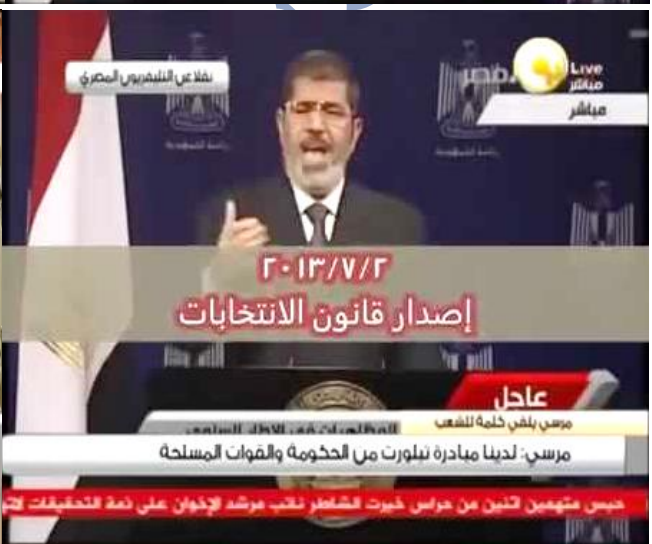 نقلا عن التليفزيون المصري
مصر
Live
مباشر
مباشر
٢٠١٣/٧/٢
إصدار قانون الانتخابات
عاجل
مرسي يلقي كلمة للشعب
مرسي: لدينا مبادرة تبلورت من الحكومة والقوات المسلحة
حبس متهمين اثنين من حراس خيرت الشاطر نائب مرشد الإخوان على ذمة التحقيقات